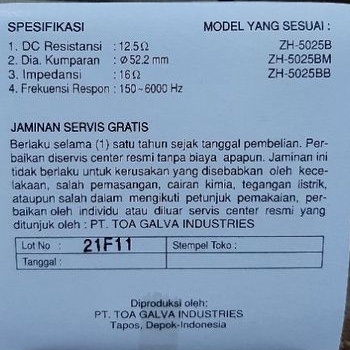 SPESIFIKASI MODEL YANG SESUAI :
1. DC Resistansi : 12.5Ω ZH-5025B
2. Dia. Kumparan : ø 52.2 mm ZH-5025BM
3. Impedansi : 16Ω ZH-5025BB
4. Frekuensi Respon : 150~6000 Hz
JAMINAN SERVIS GRATIS
Berlaku selama (1) satu tahun sejak tanggal pembelian. Per-
baikan diservis center resmi tanpa biaya apapun. Jaminan ini
tidak berlaku untuk kerusakan yang disebabkan oleh kece-
lakaan, salah pemasangan, cairan kimia, tegangan listrik,
ataupun salah dalam mengikuti petunjuk pemakaian, per-
baikan oleh individu atau diluar servis center resmi yang
ditunjuk oleh : PT. TOA GALVA INDUSTRIES
Lot No : 21F11 Stempel Toko :
Tanggal :
Diproduksi oleh:
PT. TOA GALVA INDUSTRIES
Tapos, Depok-Indonesia